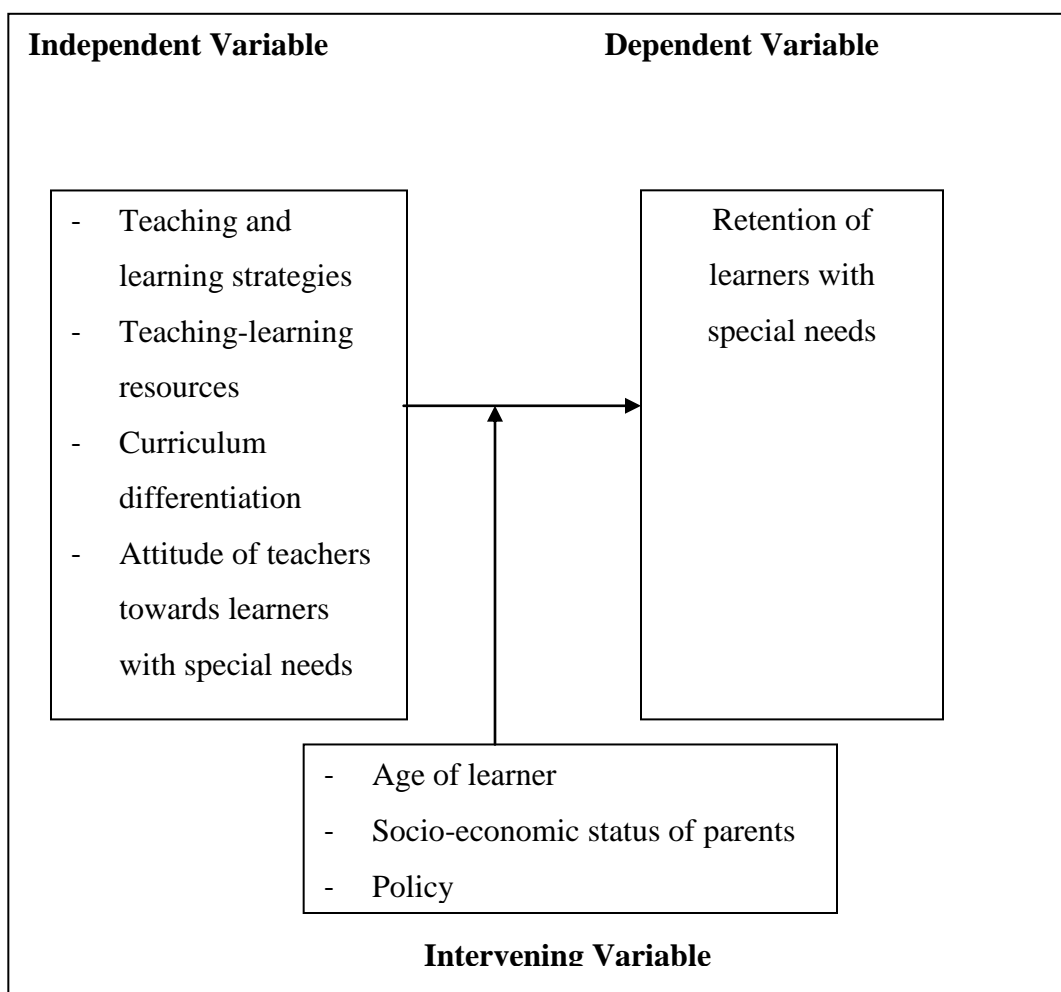 Independent Variable
Dependent Variable
- Teaching and
learning strategies
- Teaching-learning
resources
- Curriculum
differentiation
- Attitude of teachers
towards learners
with special needs
Retention of
learners with
special needs
- Age of learner
- Socio-economic status of parents
- Policy
Intervening Variable